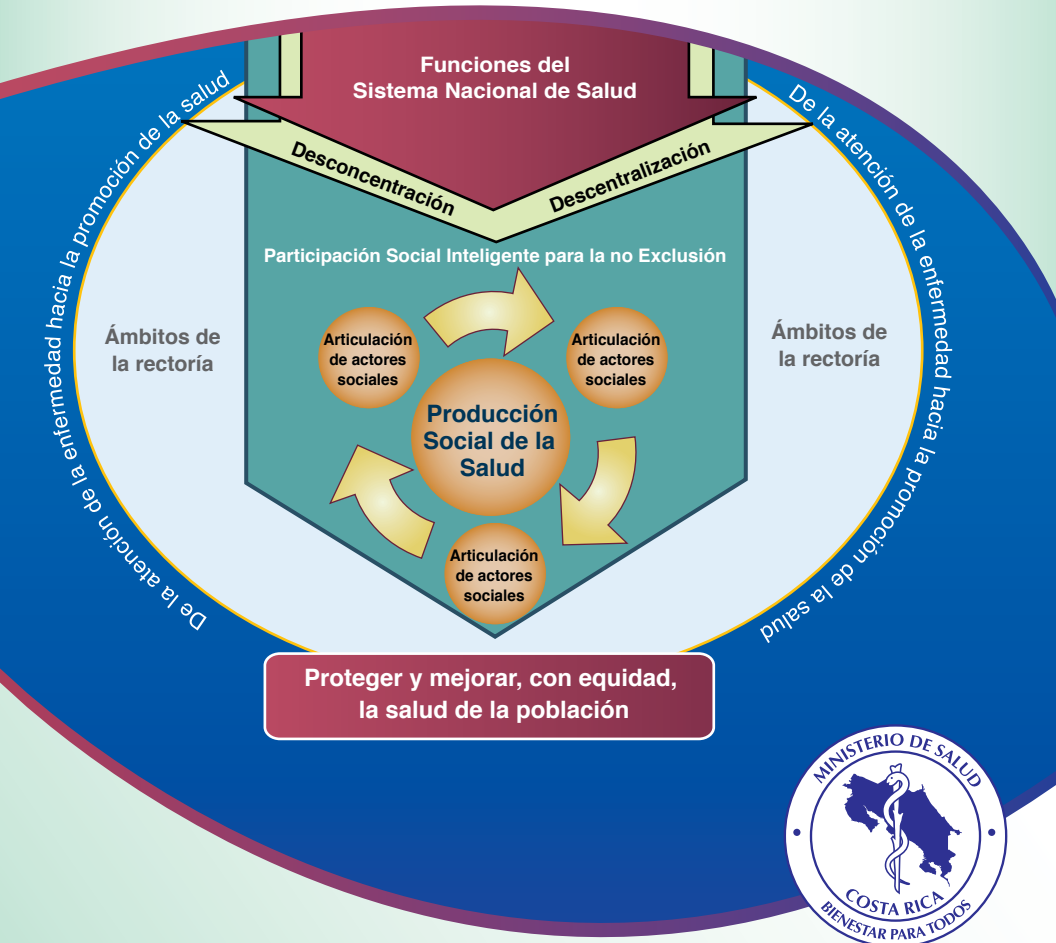 Funciones del
Sistema Nacional de Salud
De la atención de la enfermedad hacia la promoción de la salud
De la atención de la enfermedad hacia la promoción de la salud
Desconcentración
Descentralización
Participación Social Inteligente para la no Exclusión
Ámbitos de
la rectoría
Articulación
de actores
sociales
Articulación
de actores
sociales
Ámbitos de
la rectoría
Producción
Social de la
Salud
Articulación
de actores
sociales
Proteger y mejorar, con equidad,
la salud de la población
MINISTERIO DE SALUD
COSTA RICA
BIENESTAR PARA TODOS